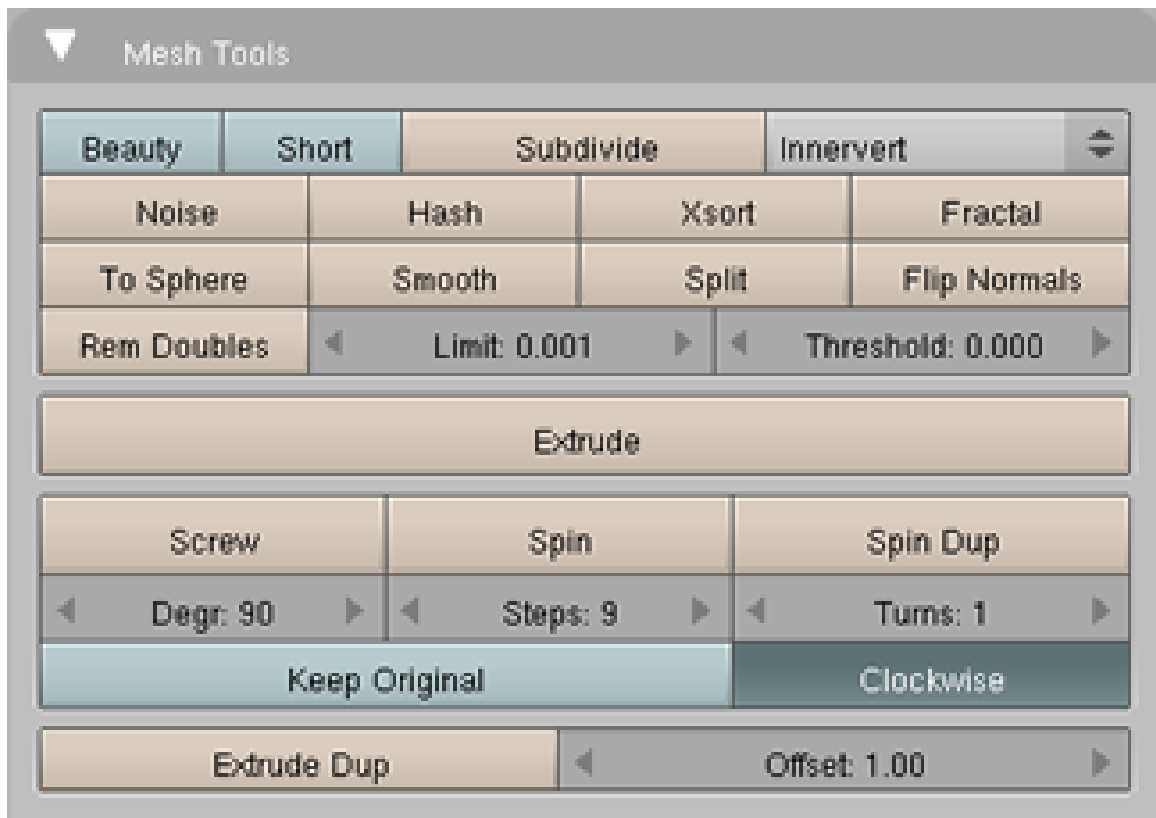 Mesh Tools
Beauty Short Subdivide Innervert
Noise Hash Xsort Fractal
To Sphere Smooth Split Flip Normals
Rem Doubles Limit: 0.001 Threshold: 0.000
Extrude
Screw Spin Spin Dup
Degr: 90 Steps: 9 Turns: 1
Keep Original Clockwise
Extrude Dup Offset: 1.00